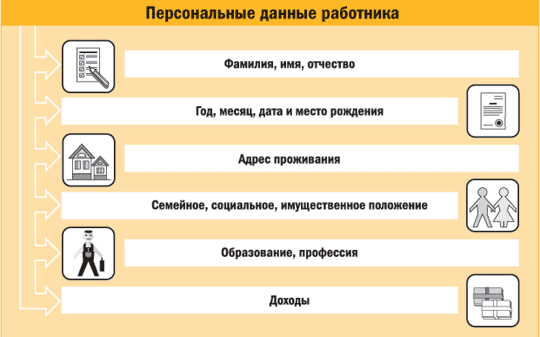 Персональные данные работника
Фамилия, имя, отчество
Год, месяц, дата и место рождения
Адрес проживания
Семейное, социальное, имущественное положение
Образование, профессия
Доходы